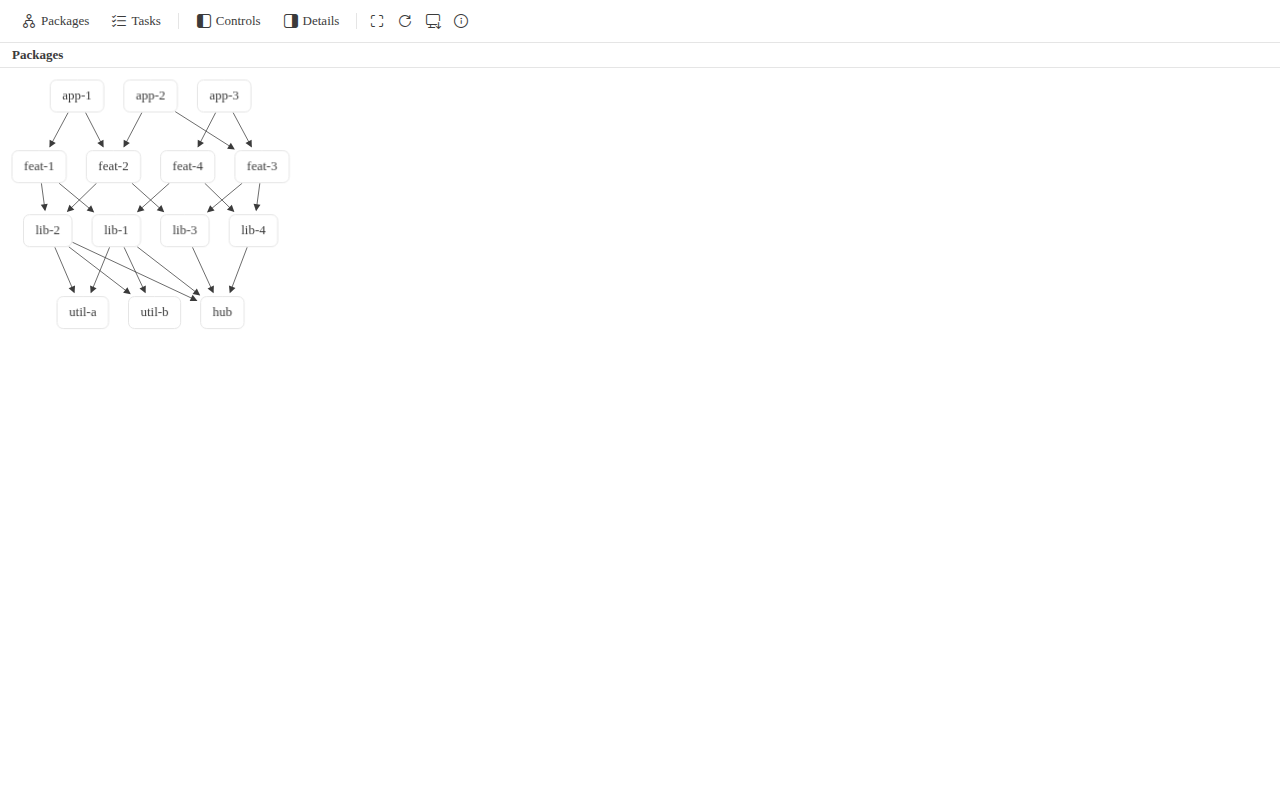 Packages Tasks Controls Details
Packages
app-1 app-2 app-3
feat-1 feat-2 feat-4 feat-3
lib-2 lib-1 lib-3 lib-4
util-a util-b hub